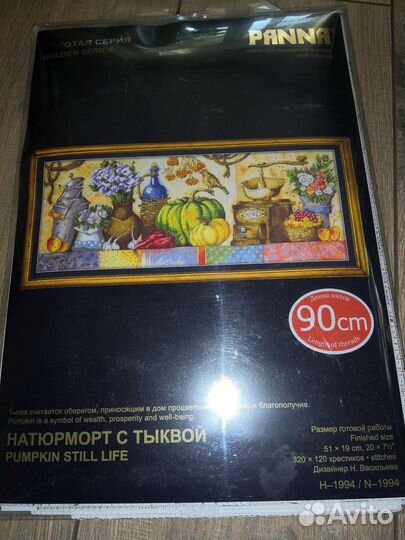 ЗОЛОТАЯ СЕРИЯ
GOLDEN SERIES
PANNA
Длина ниток
90cm
Length of threads
Тыква считается оберегом, приносящим в дом и благополучие.
Pumpkin is a symbol of wealth, prosperity and well-being.
НАТЮРМОРТ С ТЫКВОЙ
PUMPKIN STILL LIFE
Размер готовой работы
Finished size
51 × 19 cm, 20 × 7½"
320 × 120 крестиков • stitches
Дизайнер Н. Васильева
Н–1994 / N–1994
Avito